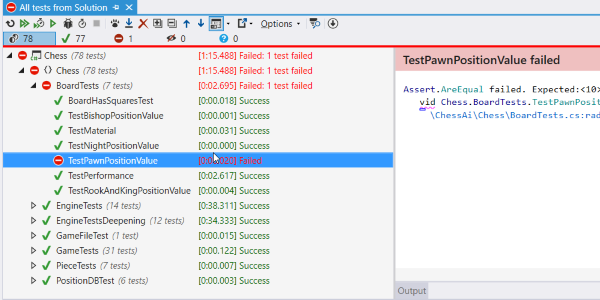 All tests from Solution
Options
78 77 1 0 0
Chess (78 tests) [1:15.488] Failed: 1 test failed
Chess (78 tests) [1:15.488] Failed: 1 test failed
BoardTests (7 tests) [0:02.695] Failed: 1 test failed
BoardHasSquaresTest [0:00.018] Success
TestBishopPositionValue [0:00.001] Success
TestMaterial [0:00.031] Success
TestNightPositionValue [0:00.000] Success
TestPawnPositionValue Failed
TestPerformance [0:02.617] Success
TestRookAndKingPositionValue [0:00.004] Success
EngineTests (14 tests) [0:38.311] Success
EngineTestsDeepening (12 tests) [0:34.333] Success
GameFileTest (1 test) [0:00.015] Success
GameTests (31 tests) [0:00.122] Success
PieceTests (7 tests) [0:00.007] Success
PositionDBTest (6 tests) [0:00.003] Success
TestPawnPositionValue failed
Assert.AreEqual failed. Expected:<10>
vid Chess.BoardTests.TestPawnPosit
\ChessAi\Chess\BoardTests.cs:rad
Output